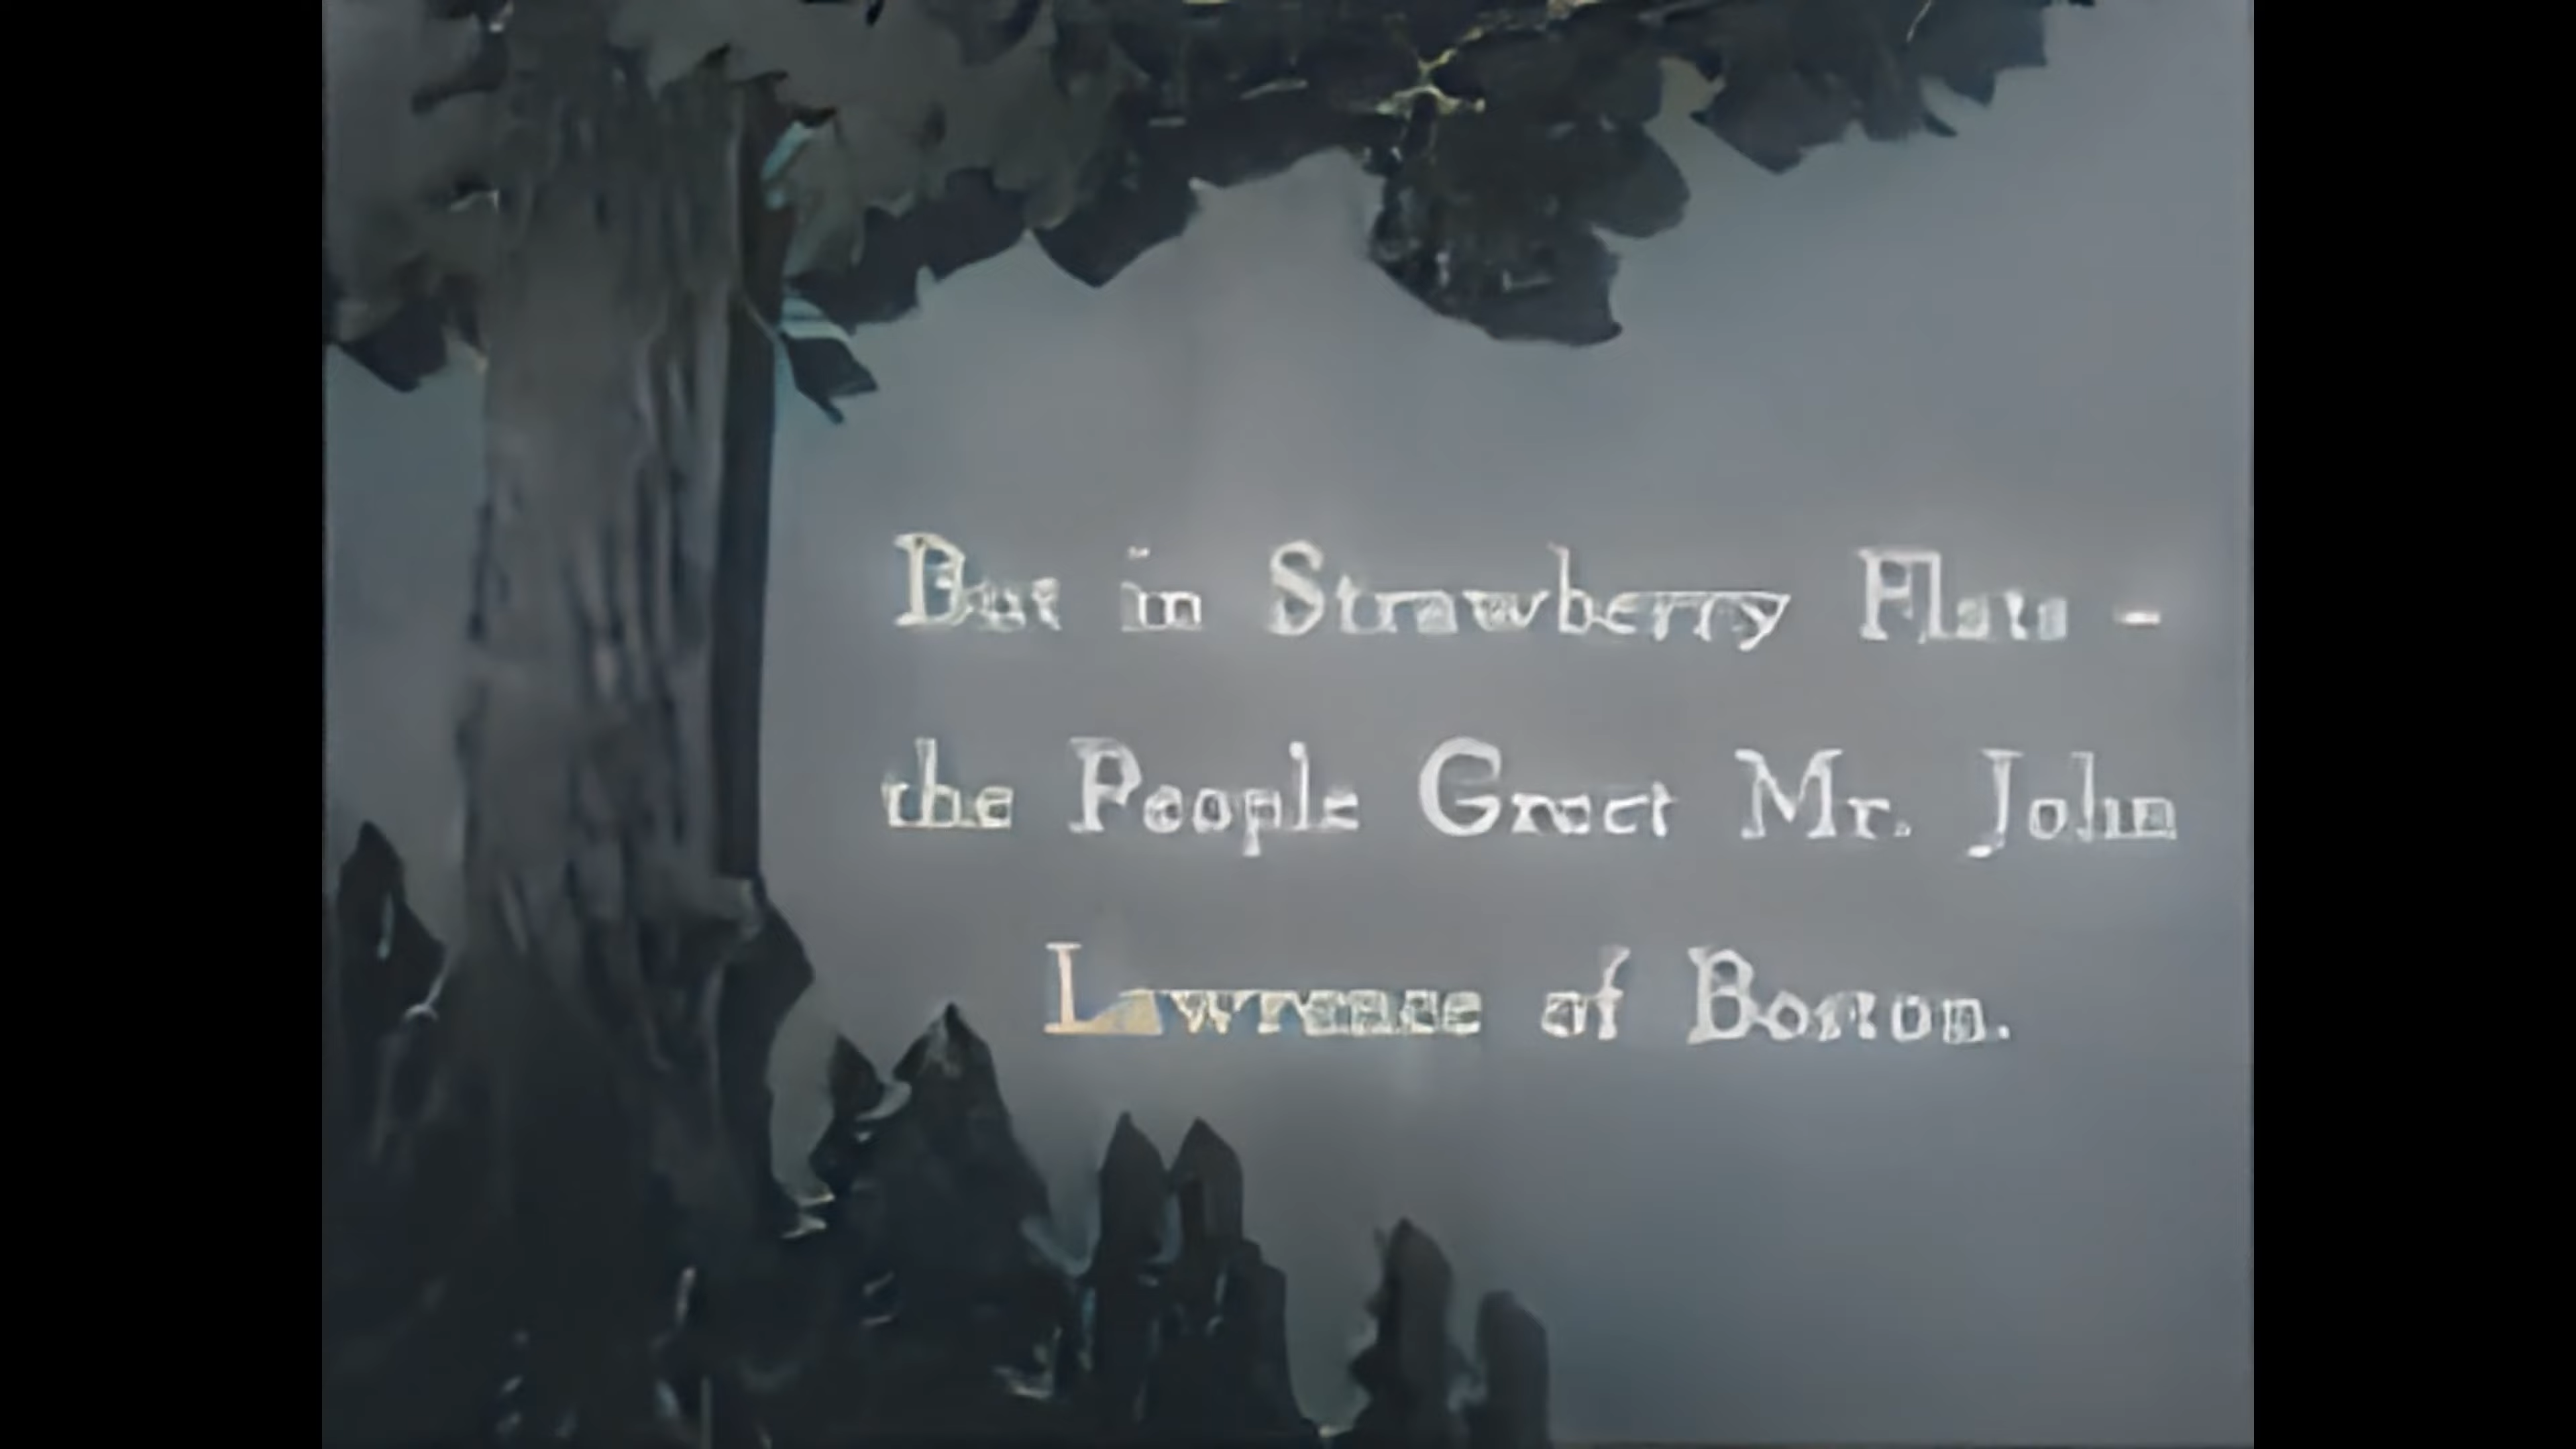 But in Strawberry Flats -
the People Greet Mr. John
Lawrence of Boston.